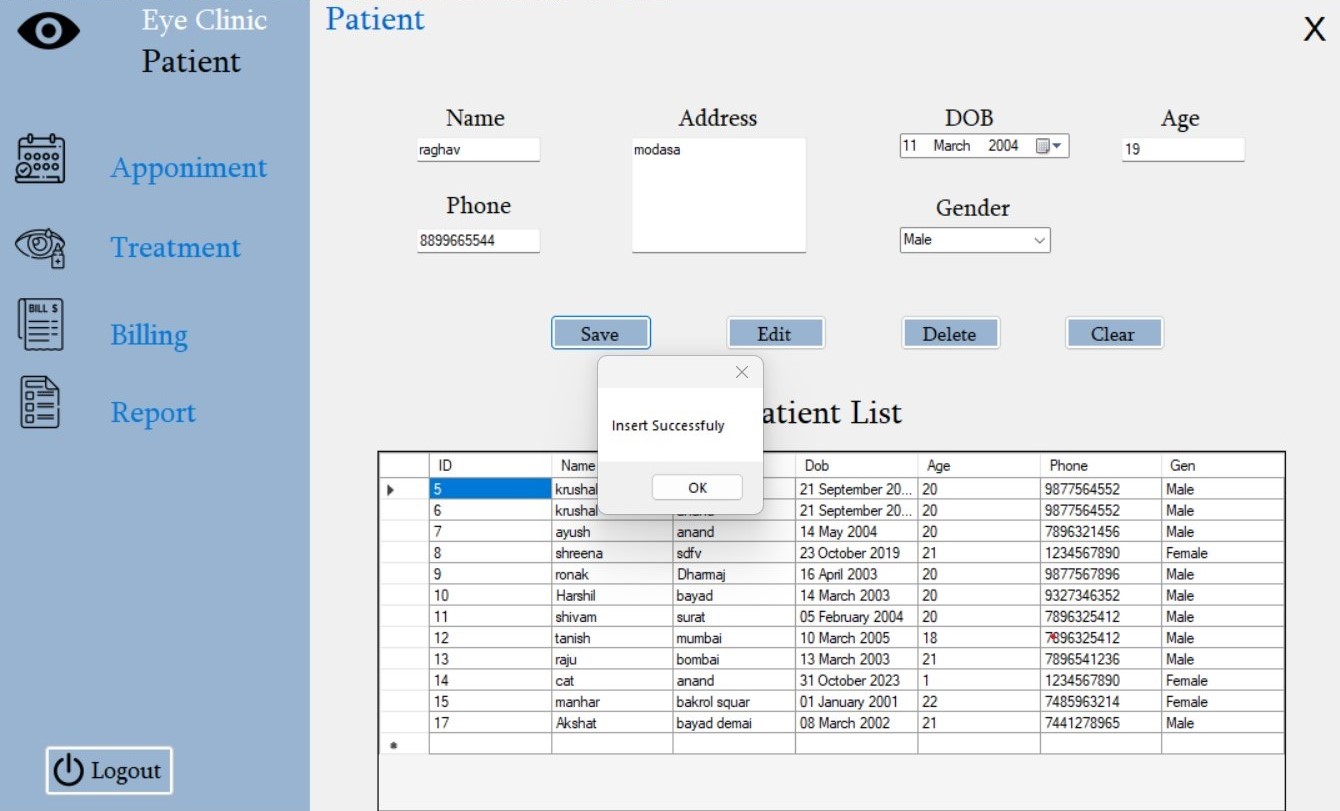 Eye Clinic
Patient
Apponiment
Treatment
BILL $
Billing
Report
Logout
Patient
X
Name
raghav
Address
modasa
DOB
11 March 2004
Age
19
Phone
8899665544
Gender
Male
Save Edit Delete Clear
Insert Successfuly
OK
atient List
ID Name Dob Age Phone Gen
5 krushal 21 September 20... 20 9877564552 Male
6 krushal 21 September 20... 20 9877564552 Male
7 ayush anand 14 May 2004 20 7896321456 Male
8 shreena sdfv 23 October 2019 21 1234567890 Female
9 ronak Dharmaj 16 April 2003 20 9877567896 Male
10 Harshil bayad 14 March 2003 20 9327346352 Male
11 shivam surat 05 February 2004 20 7896325412 Male
12 tanish mumbai 10 March 2005 18 7896325412 Male
13 raju bombai 13 March 2003 21 7896541236 Male
14 cat anand 31 October 2023 1 1234567890 Female
15 manhar bakrol squar 01 January 2001 22 7485963214 Female
17 Akshat bayad demai 08 March 2002 21 7441278965 Male